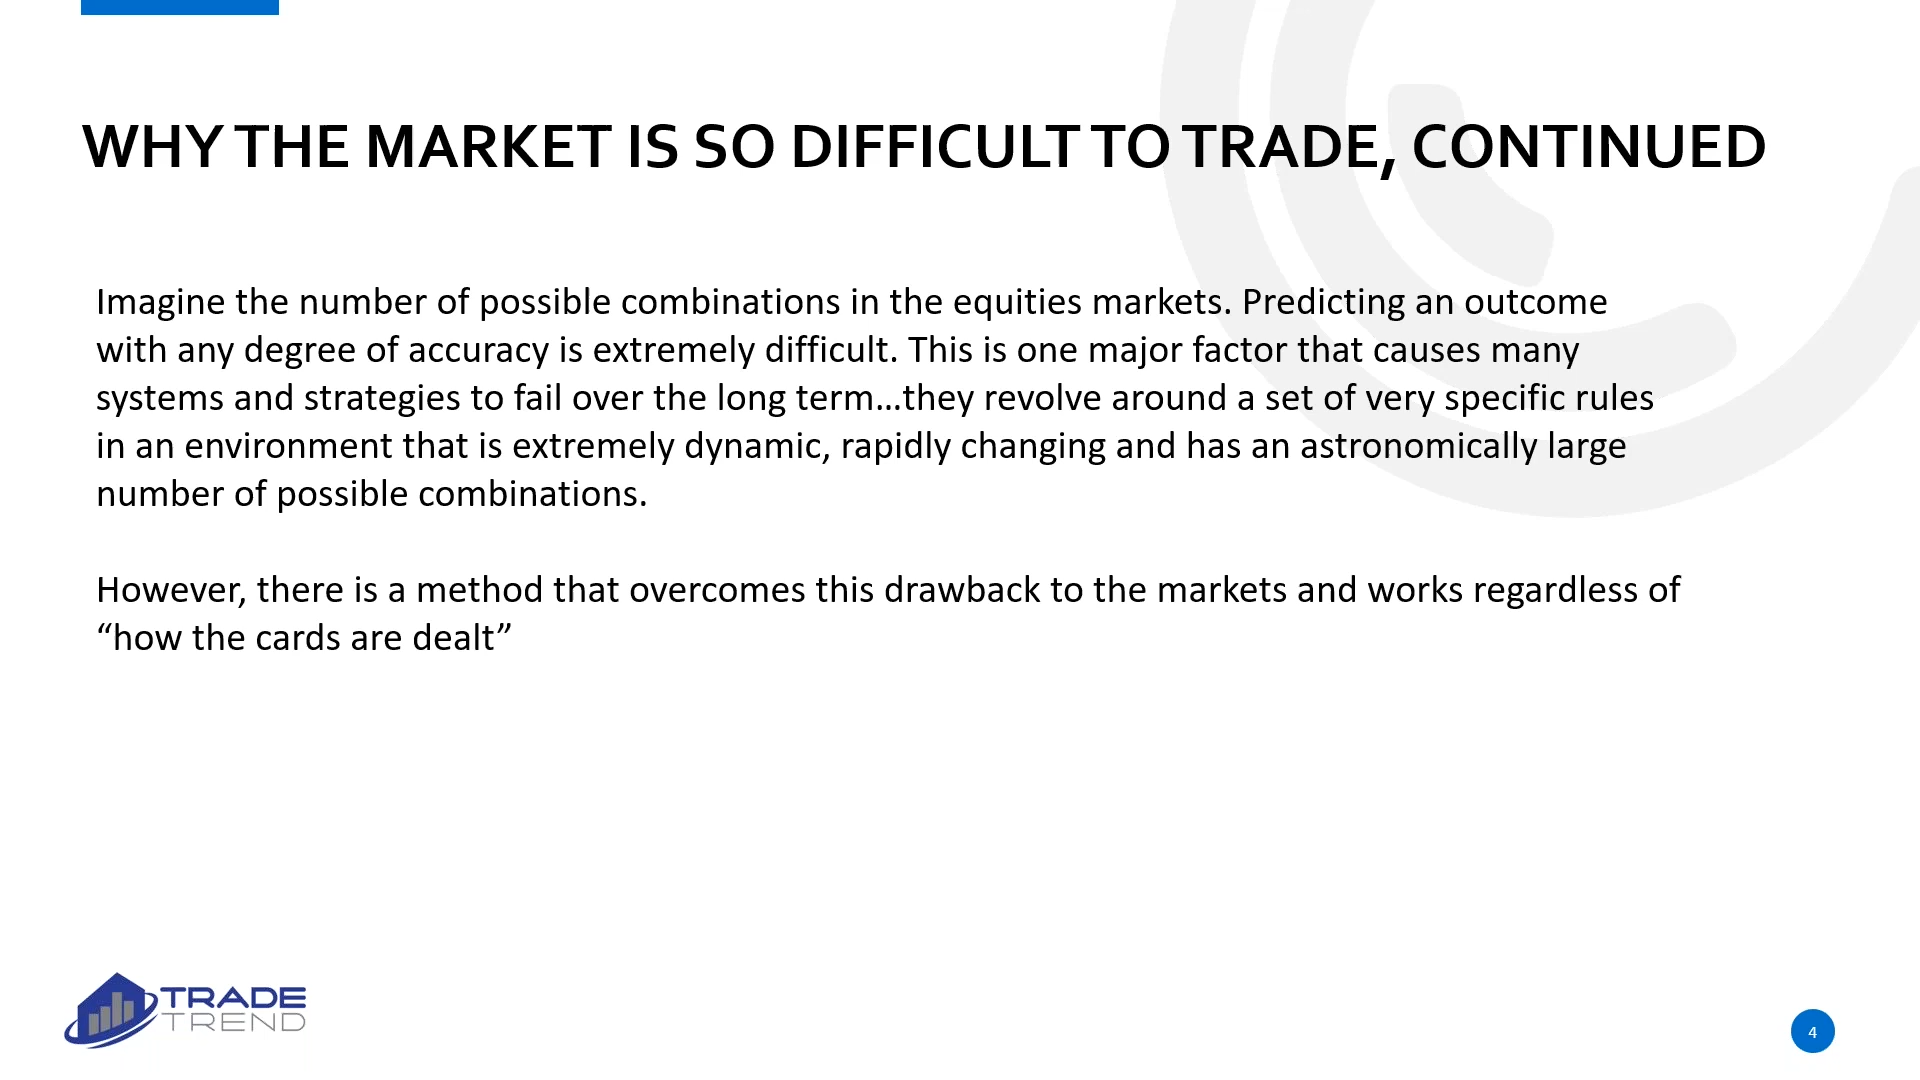 WHY THE MARKET IS SO DIFFICULT TO TRADE, CONTINUED
Imagine the number of possible combinations in the equities markets. Predicting an outcome
with any degree of accuracy is extremely difficult. This is one major factor that causes many
systems and strategies to fail over the long term…they revolve around a set of very specific rules
in an environment that is extremely dynamic, rapidly changing and has an astronomically large
number of possible combinations.
However, there is a method that overcomes this drawback to the markets and works regardless of
“how the cards are dealt”
TRADE
TREND
4